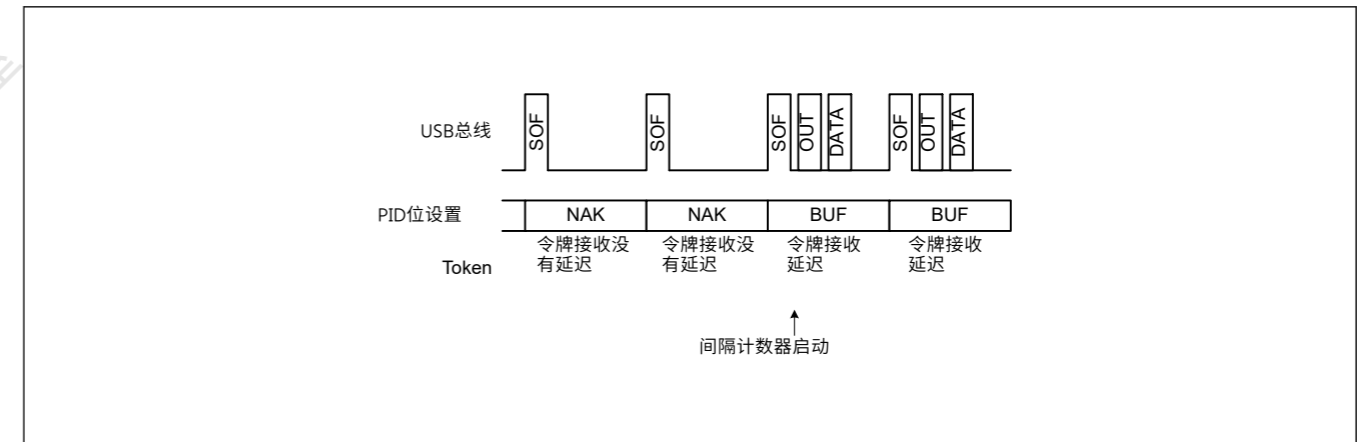 USB总线
SOF
SOF
SOF
OUT
DATA
SOF
OUT
DATA
PID位设置
NAK
NAK
BUF
BUF
Token
令牌接收没
有延迟
令牌接收没
有延迟
令牌接收
延迟
令牌接收
延迟
间隔计数器启动